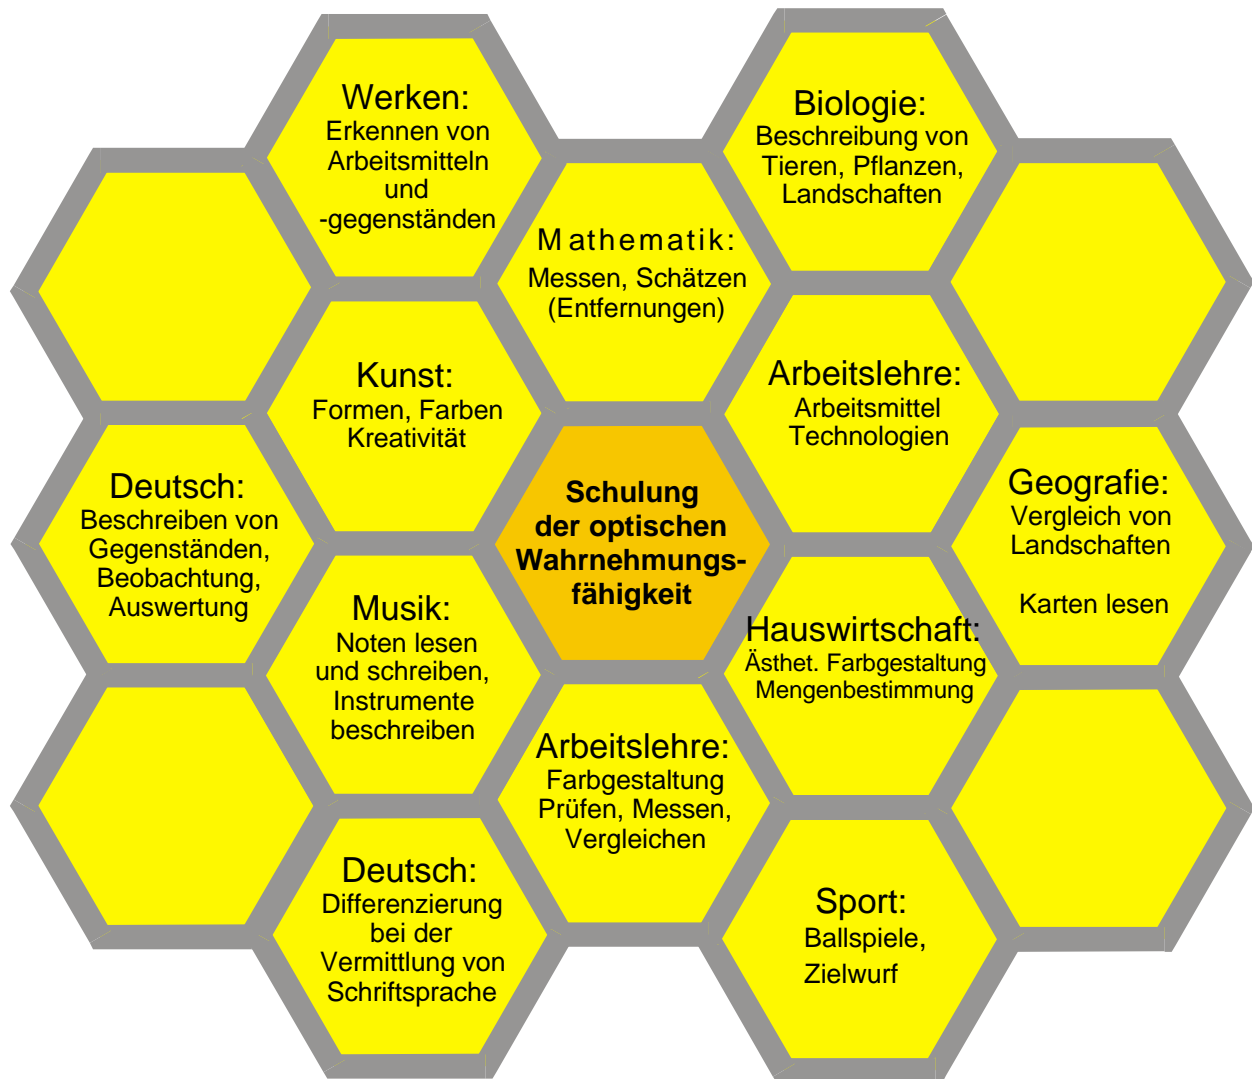 Werken:
Erkennen von
Arbeitsmitteln
und
-gegenständen
Biologie:
Beschreibung von
Tieren, Pflanzen,
Landschaften
Mathematik:
Messen, Schätzen
(Entfernungen)
Kunst:
Formen, Farben
Kreativität
Arbeitslehre:
Arbeitsmittel
Technologien
Deutsch:
Beschreiben von
Gegenständen,
Beobachtung,
Auswertung
Schulung
der optischen
Wahrnehmungs-
fähigkeit
Geografie:
Vergleich von
Landschaften
Karten lesen
Musik:
Noten lesen
und schreiben,
Instrumente
beschreiben
Hauswirtschaft:
Ästhet. Farbgestaltung
Mengenbestimmung
Arbeitslehre:
Farbgestaltung
Prüfen, Messen,
Vergleichen
Deutsch:
Differenzierung
bei der
Vermittlung von
Schriftsprache
Sport:
Ballspiele,
Zielwurf